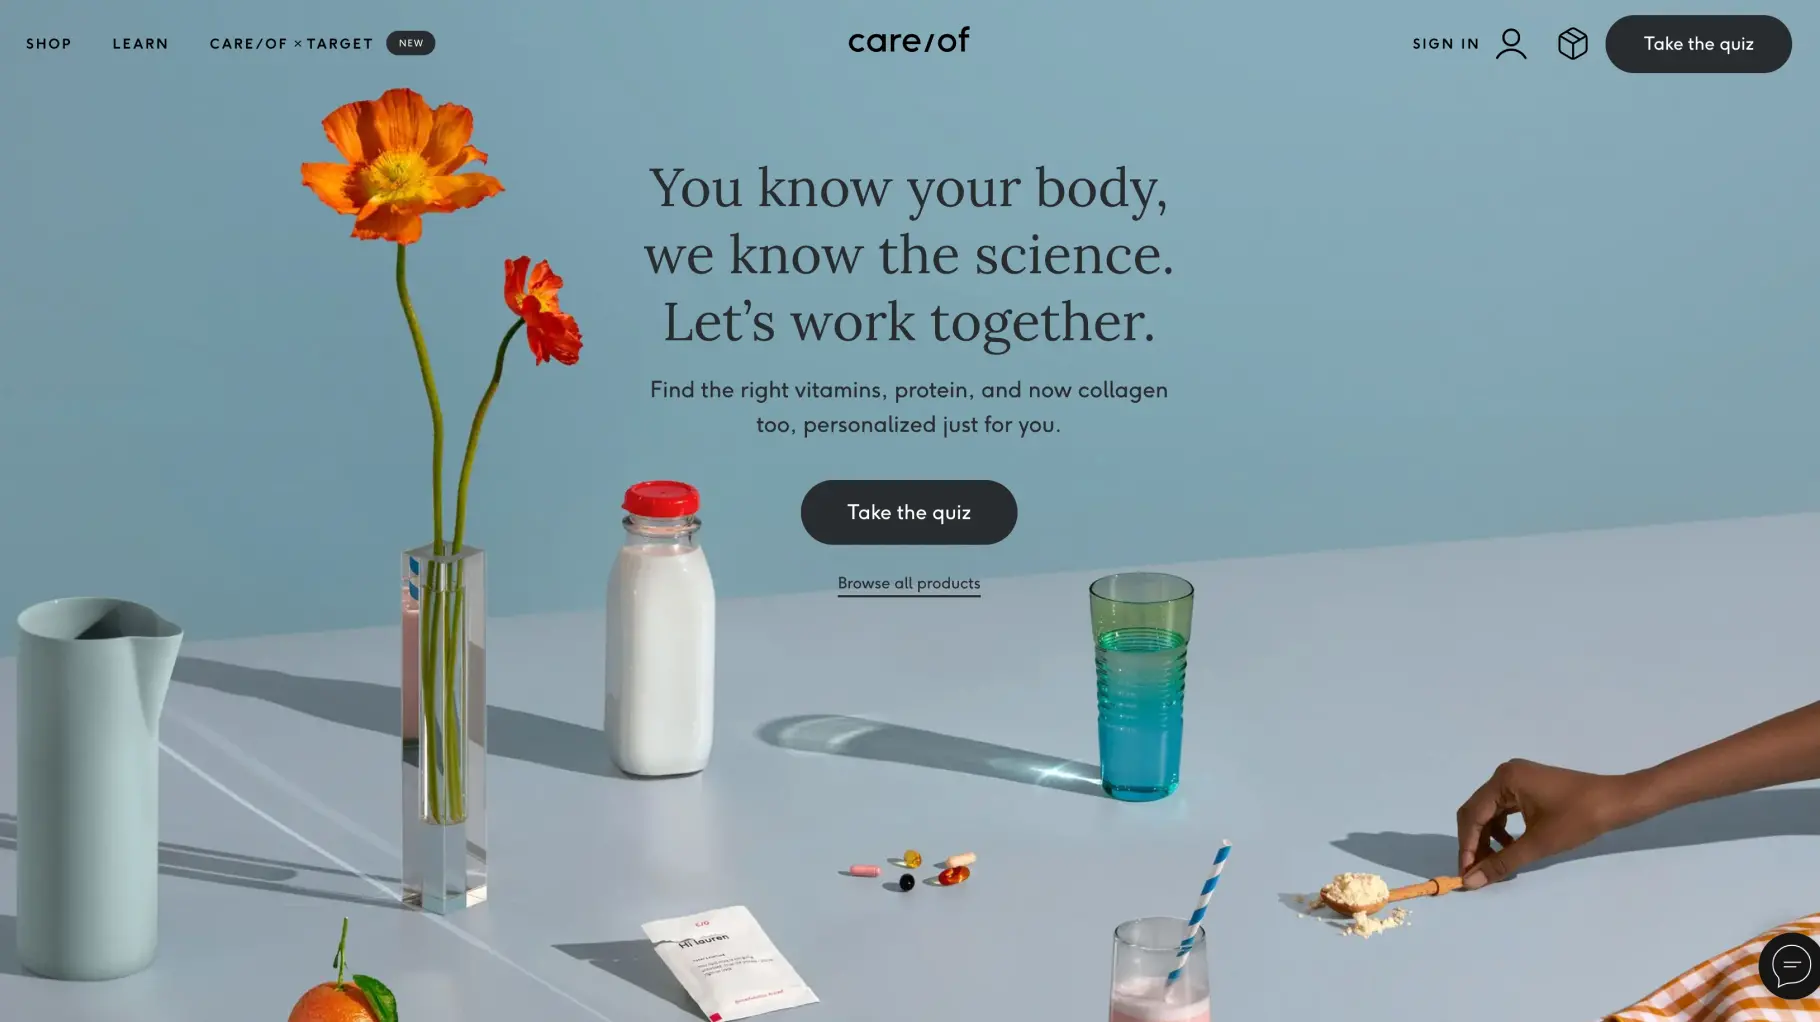 SHOP
LEARN
CARE/OF × TARGET
NEW
care/of
SIGN IN
Take the quiz
You know your body,
we know the science.
Let's work together.
Find the right vitamins, protein, and now collagen
too, personalized just for you.
Take the quiz
Browse all products
c/o
Hi lauren